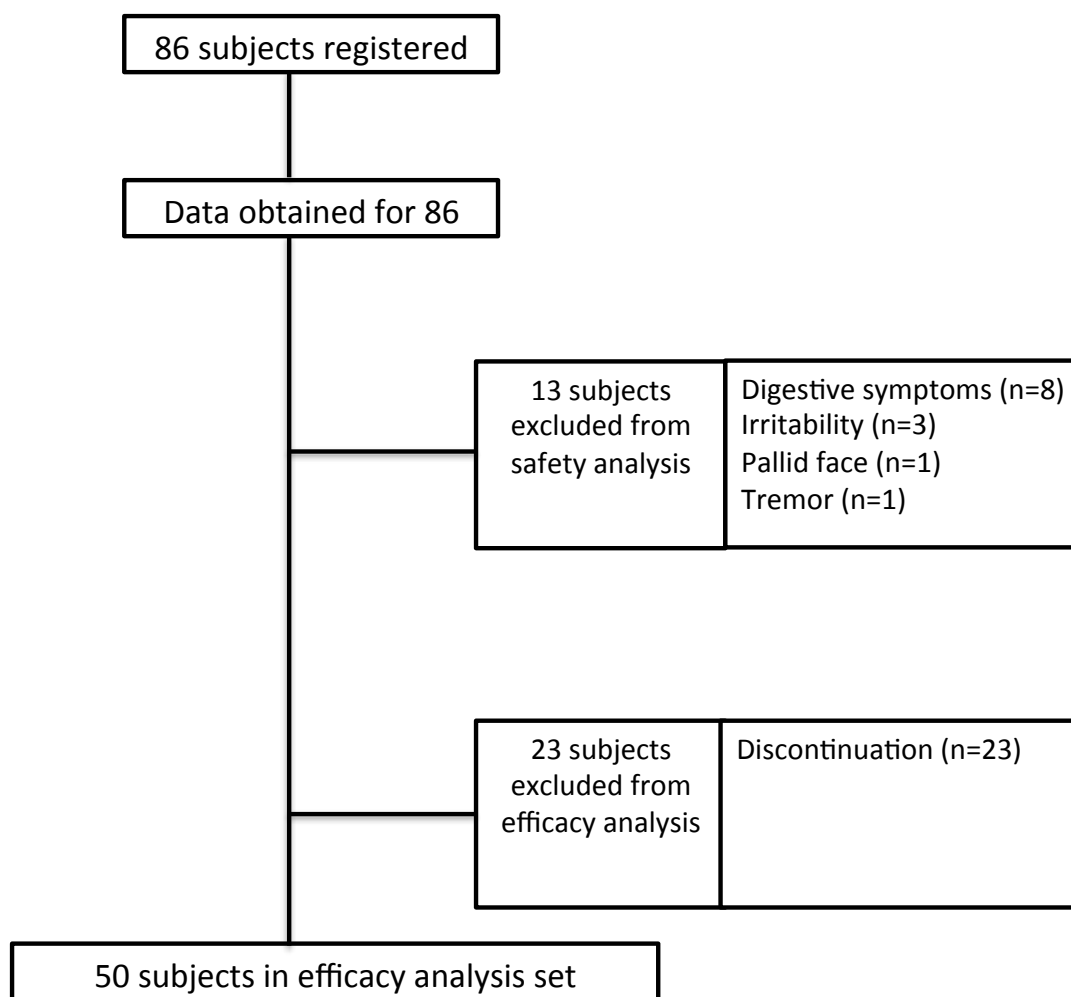 86 subjects registered
Data obtained for 86
13 subjects
excluded from
safety analysis
Digestive symptoms (n=8)
Irritability (n=3)
Pallid face (n=1)
Tremor (n=1)
23 subjects
excluded from
efficacy analysis
Discontinuation (n=23)
50 subjects in efficacy analysis set